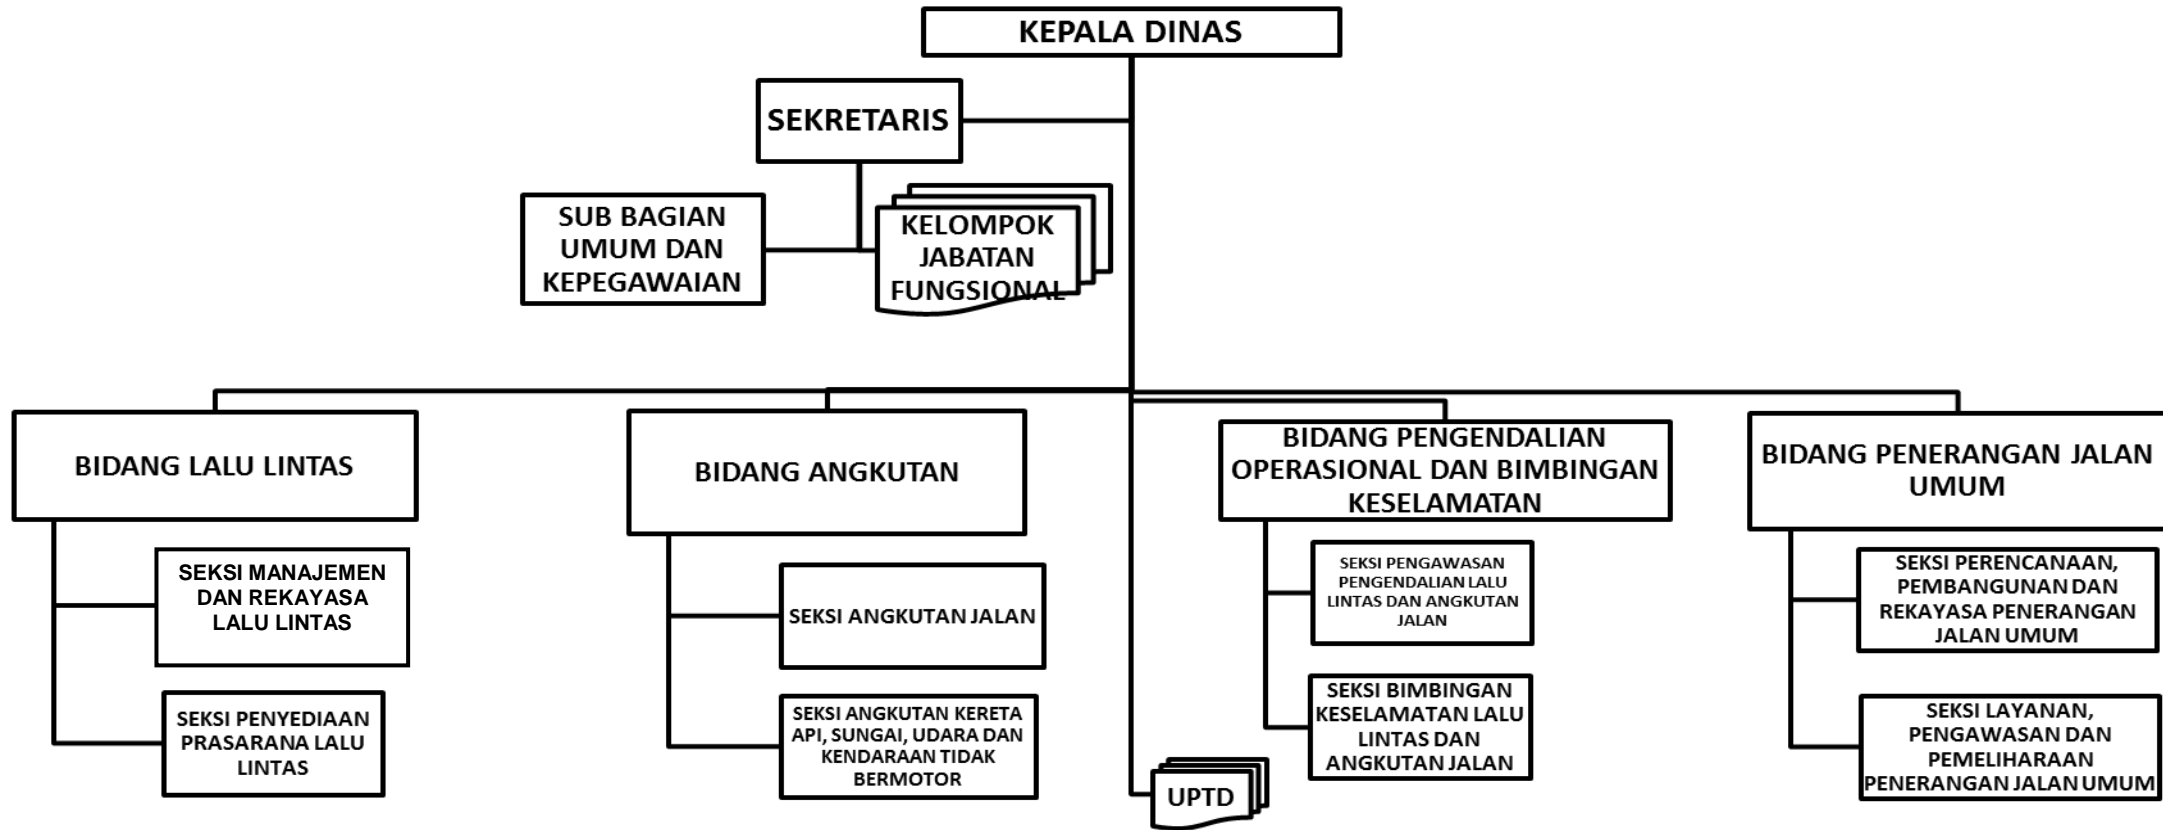 KEPALA DINAS
SEKRETARIS
SUB BAGIAN
UMUM DAN
KEPEGAWAIAN
KELOMPOK
JABATAN
FUNGSIONAL
BIDANG LALU LINTAS
SEKSI MANAJEMEN
DAN REKAYASA
LALU LINTAS
SEKSI PENYEDIAAN
PRASARANA LALU
LINTAS
BIDANG ANGKUTAN
SEKSI ANGKUTAN JALAN
SEKSI ANGKUTAN KERETA
API, SUNGAI, UDARA DAN
KENDARAAN TIDAK
BERMOTOR
BIDANG PENGENDALIAN
OPERASIONAL DAN BIMBINGAN
KESELAMATAN
SEKSI PENGAWASAN
PENGENDALIAN LALU
LINTAS DAN ANGKUTAN
JALAN
SEKSI BIMBINGAN
KESELAMATAN LALU
LINTAS DAN
ANGKUTAN JALAN
UPTD
BIDANG PENERANGAN JALAN
UMUM
SEKSI PERENCANAAN,
PEMBANGUNAN DAN
REKAYASA PENERANGAN
JALAN UMUM
SEKSI LAYANAN,
PENGAWASAN DAN
PEMELIHARAAN
PENERANGAN JALAN UMUM